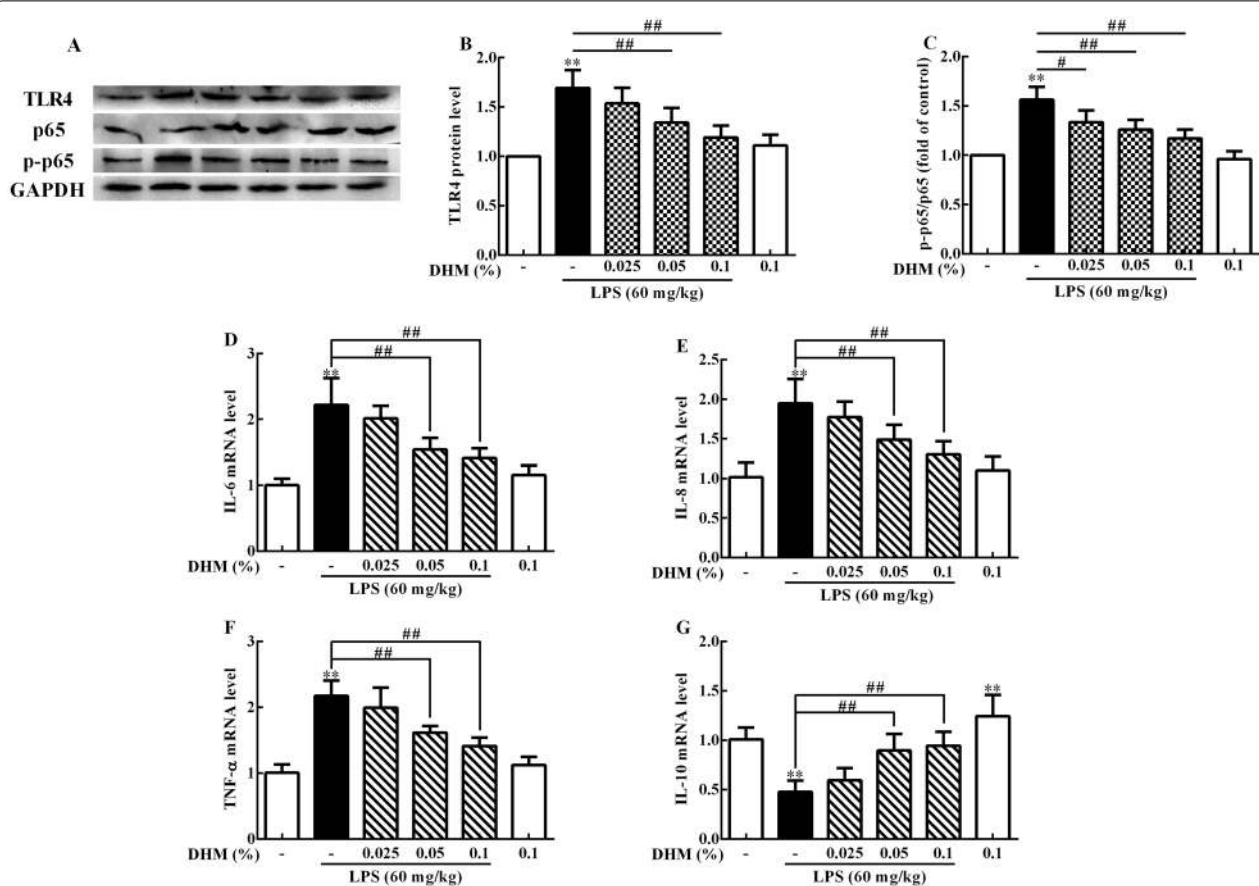 A
TLR4
p65
p-p65
GAPDH
B
TLR4 protein level
2.0
1.5
1.0
0.5
0.0
**
##
##
DHM (%) - - 0.025 0.05 0.1 0.1
LPS (60 mg/kg)
C
p-p65/p65 (fold of control)
2.0
1.5
1.0
0.5
0.0
**
#
##
##
DHM (%) - - 0.025 0.05 0.1 0.1
LPS (60 mg/kg)
D
IL-6 mRNA level
3
2
1
0
**
##
##
DHM (%) - - 0.025 0.05 0.1 0.1
LPS (60 mg/kg)
E
IL-8 mRNA level
2.5
2.0
1.5
1.0
0.5
0.0
**
##
##
DHM (%) - - 0.025 0.05 0.1 0.1
LPS (60 mg/kg)
F
TNF-α mRNA level
3
2
1
0
**
##
##
DHM (%) - - 0.025 0.05 0.1 0.1
LPS (60 mg/kg)
G
IL-10 mRNA level
2.0
1.5
1.0
0.5
0.0
**
##
##
**
DHM (%) - - 0.025 0.05 0.1 0.1
LPS (60 mg/kg)